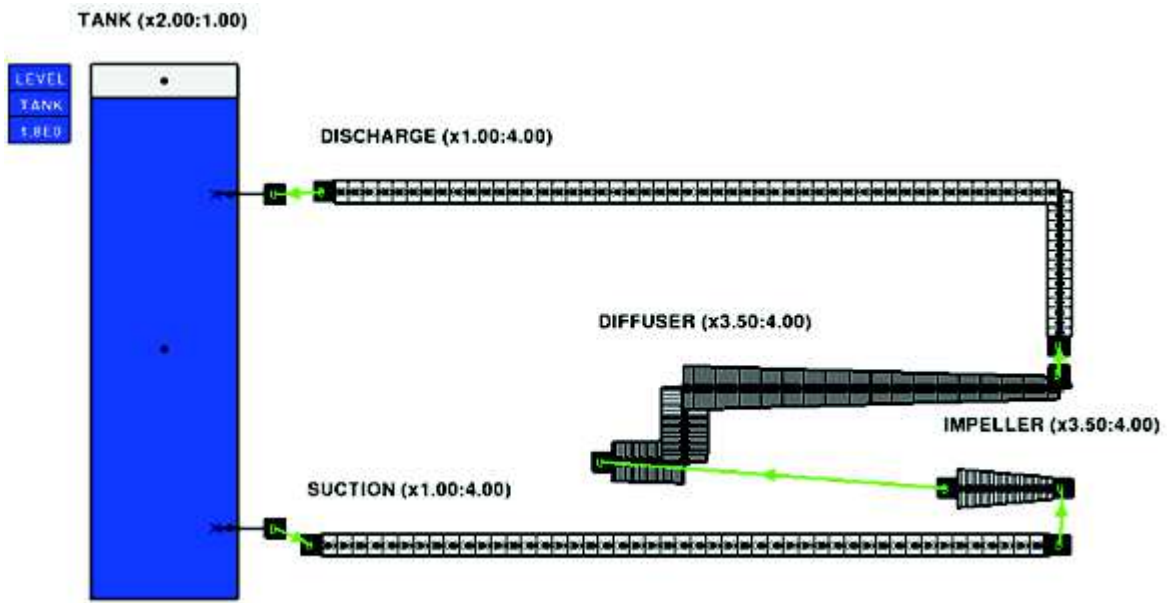 TANK (x2.00:1.00)
LEVEL
TANK
1.8E0
DISCHARGE (x1.00:4.00)
DIFFUSER (x3.50:4.00)
IMPELLER (x3.50:4.00)
SUCTION (x1.00:4.00)